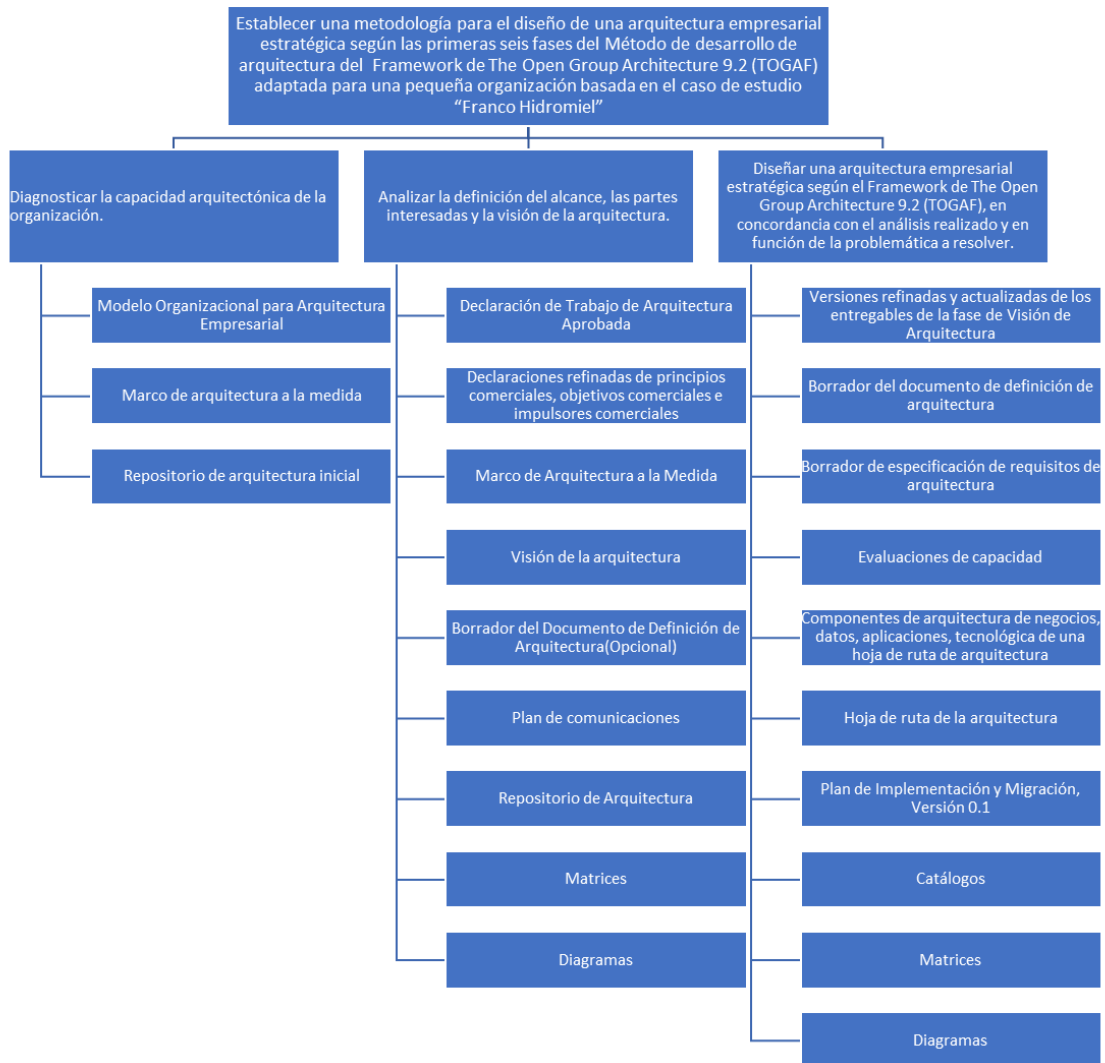 Establecer una metodología para el diseño de una arquitectura empresarial
estratégica según las primeras seis fases del Método de desarrollo de
arquitectura del Framework de The Open Group Architecture 9.2 (TOGAF)
adaptada para una pequeña organización basada en el caso de estudio
“Franco Hidromiel”
Diagnosticar la capacidad arquitectónica de la
organización.
Modelo Organizacional para Arquitectura
Empresarial
Marco de arquitectura a la medida
Repositorio de arquitectura inicial
Analizar la definición del alcance, las partes
interesadas y la visión de la arquitectura.
Declaración de Trabajo de Arquitectura
Aprobada
Declaraciones refinadas de principios
comerciales, objetivos comerciales e
impulsores comerciales
Marco de Arquitectura a la Medida
Visión de la arquitectura
Borrador del Documento de Definición de
Arquitectura(Opcional)
Plan de comunicaciones
Repositorio de Arquitectura
Matrices
Diagramas
Diseñar una arquitectura empresarial
estratégica según el Framework de The Open
Group Architecture 9.2 (TOGAF), en
concordancia con el análisis realizado y en
función de la problemática a resolver.
Versiones refinadas y actualizadas de los
entregables de la fase de Visión de
Arquitectura
Borrador del documento de definición de
arquitectura
Borrador de especificación de requisitos de
arquitectura
Evaluaciones de capacidad
Componentes de arquitectura de negocios,
datos, aplicaciones, tecnológica de una
hoja de ruta de arquitectura
Hoja de ruta de la arquitectura
Plan de Implementación y Migración,
Versión 0.1
Catálogos
Matrices
Diagramas